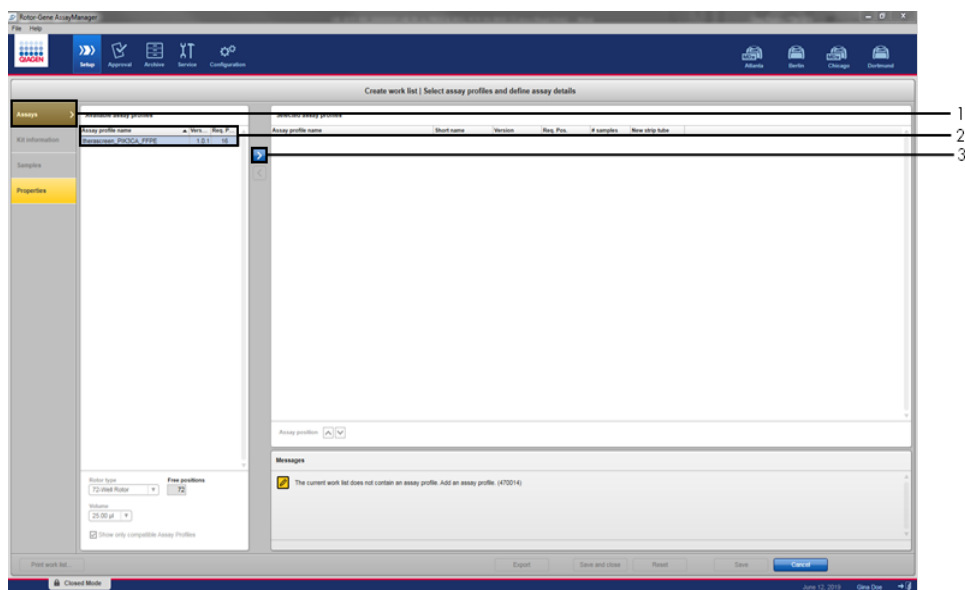 Rotor-Gene AssayManager
File Help
QIAGEN
Setup Approval Archive Service Configuration
Atlanta Berlin Chicago Dortmund
Create work list | Select assay profiles and define assay details
Assays
Available assay profiles
Selected assay profiles
1
Assay profile name Vers... Req. P...
Assay profile name Short name Version Req. Pos. # samples New strip tube
2
Kit Information
therascreen_PIK3CA_FFPE 1.0.1 16
3
Samples
Properties
Assay position
Messages
The current work list does not contain an assay profile. Add an assay profile. (470014)
Rotor type Free positions
72-Well Rotor 72
Volume
25.00 µl
Show only compatible Assay Profiles
Print work list... Export Save and close Reset Save Cancel
Closed Mode June 12, 2019 Gina Doe